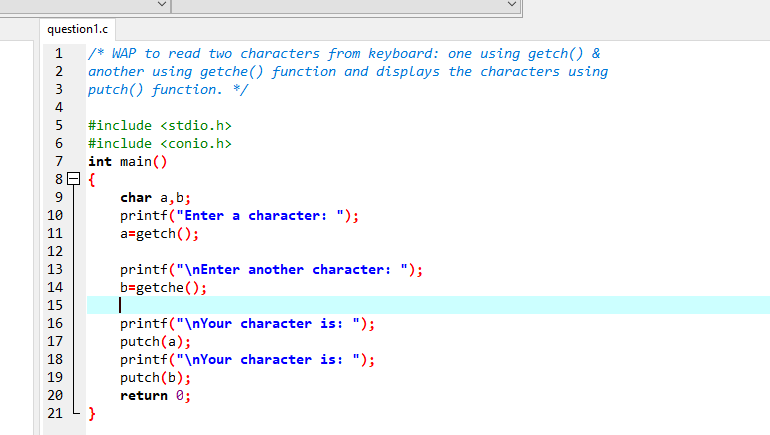 question1.c
1 /* WAP to read two characters from keyboard: one using getch() &
2 another using getche() function and displays the characters using
3 putch() function. */
4
5 #include <stdio.h>
6 #include <conio.h>
7 int main()
8 {
9 char a,b;
10 printf("Enter a character: ");
11 a=getch();
12
13 printf("\nEnter another character: ");
14 b=getche();
15
16 printf("\nYour character is: ");
17 putch(a);
18 printf("\nYour character is: ");
19 putch(b);
20 return 0;
21 }